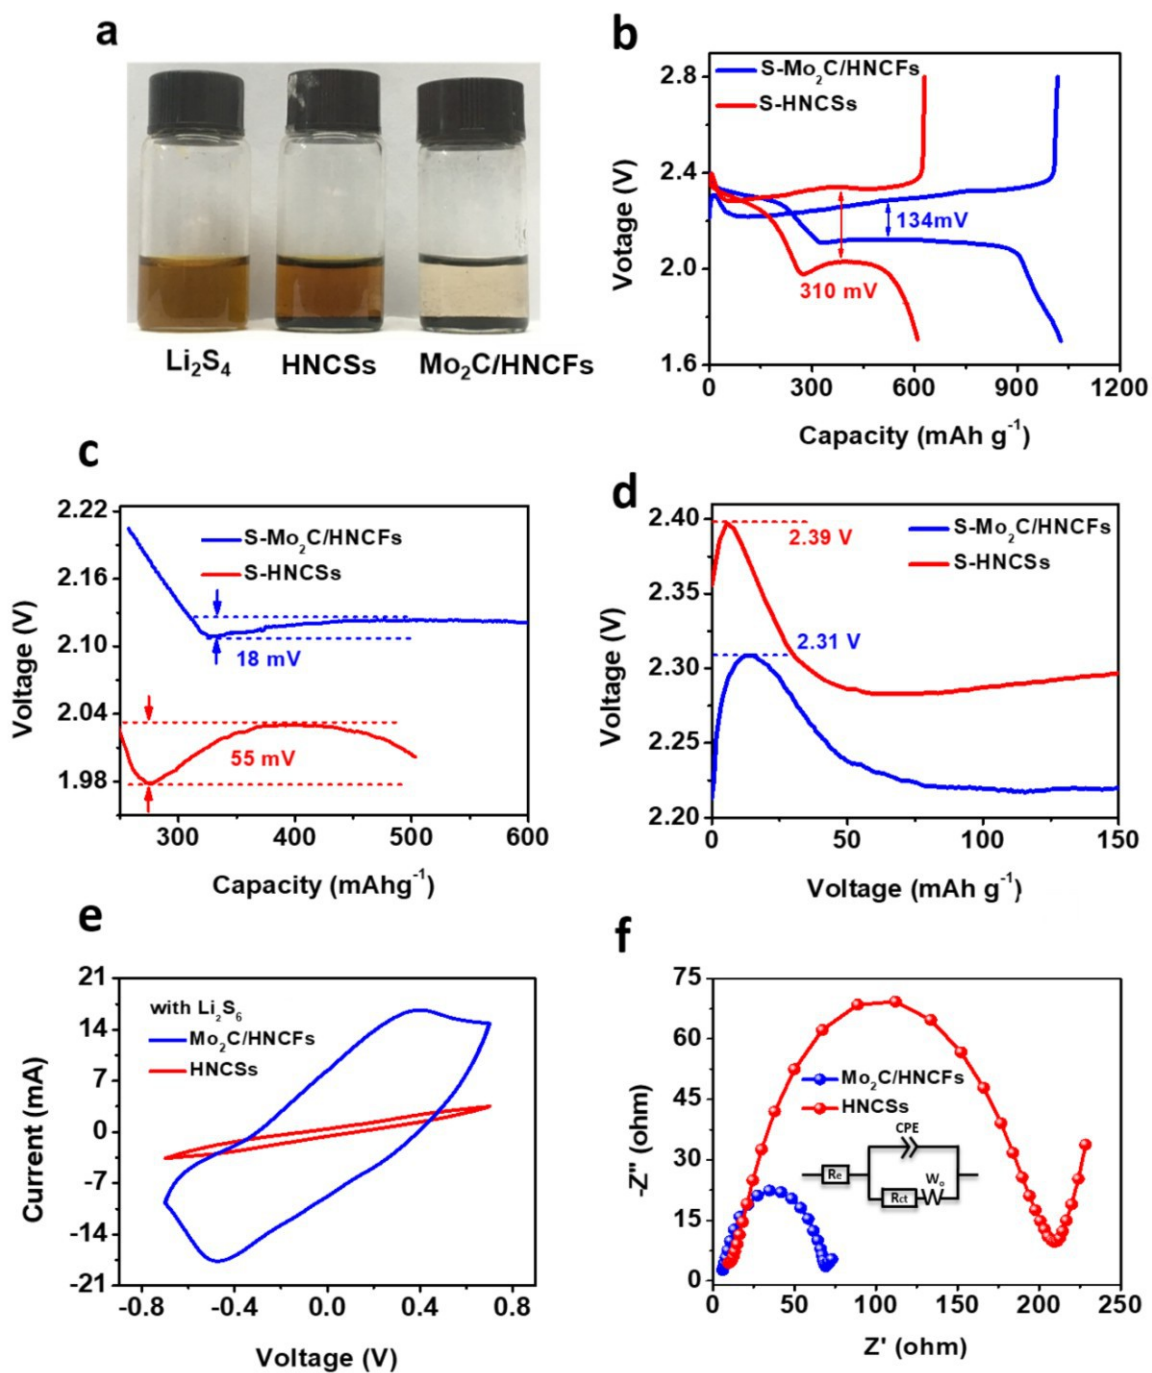 a
Li₂S₄
HNCSs
Mo₂C/HNCFs
b
S-Mo₂C/HNCFs
S-HNCSs
2.8
2.4
2.0
1.6
Votage (V)
134mV
310 mV
0
300
600
900
1200
Capacity (mAh g⁻¹)
c
2.22
2.16
2.10
2.04
1.98
Voltage (V)
S-Mo₂C/HNCFs
S-HNCSs
18 mV
55 mV
300
400
500
600
Capacity (mAhg⁻¹)
d
2.40
2.35
2.30
2.25
2.20
Voltage (V)
2.39 V
2.31 V
S-Mo₂C/HNCFs
S-HNCSs
0
50
100
150
Voltage (mAh g⁻¹)
e
21
14
7
0
-7
-14
-21
Current (mA)
with Li₂S₆
Mo₂C/HNCFs
HNCSs
-0.8
-0.4
0.0
0.4
0.8
Voltage (V)
f
75
60
45
30
15
0
-Z" (ohm)
Mo₂C/HNCFs
HNCSs
CPE
Re
Rct
Wo
0
50
100
150
200
250
Z' (ohm)